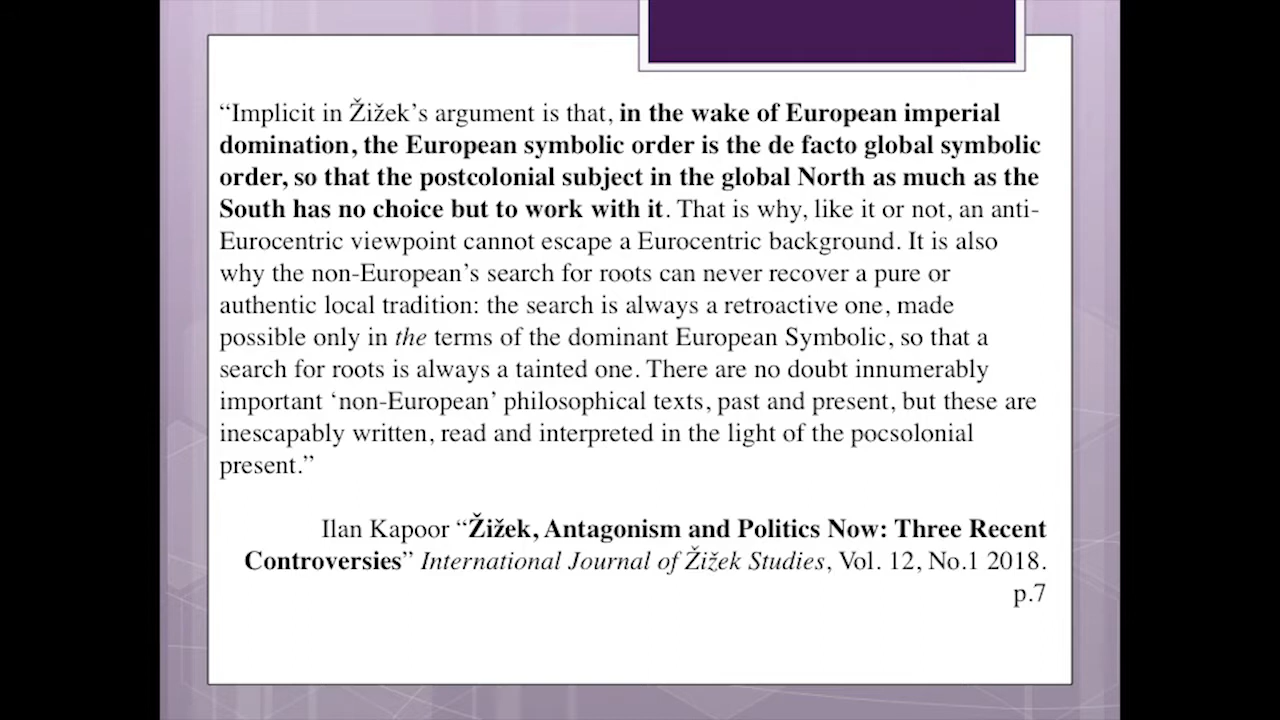 “Implicit in Žižek’s argument is that, in the wake of European imperial
domination, the European symbolic order is the de facto global symbolic
order, so that the postcolonial subject in the global North as much as the
South has no choice but to work with it. That is why, like it or not, an anti-
Eurocentric viewpoint cannot escape a Eurocentric background. It is also
why the non-European’s search for roots can never recover a pure or
authentic local tradition: the search is always a retroactive one, made
possible only in the terms of the dominant European Symbolic, so that a
search for roots is always a tainted one. There are no doubt innumerably
important ‘non-European’ philosophical texts, past and present, but these are
inescapably written, read and interpreted in the light of the pocsolonial
present.”
Ilan Kapoor “Žižek, Antagonism and Politics Now: Three Recent
Controversies” International Journal of Žižek Studies, Vol. 12, No.1 2018.
p.7